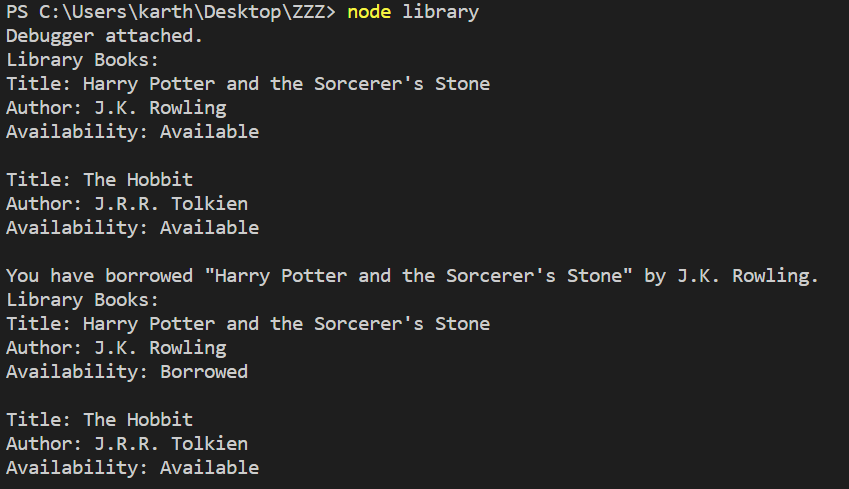 PS C:\Users\karth\Desktop\ZZZ> node library
Debugger attached.
Library Books:
Title: Harry Potter and the Sorcerer's Stone
Author: J.K. Rowling
Availability: Available
Title: The Hobbit
Author: J.R.R. Tolkien
Availability: Available
You have borrowed "Harry Potter and the Sorcerer's Stone" by J.K. Rowling.
Library Books:
Title: Harry Potter and the Sorcerer's Stone
Author: J.K. Rowling
Availability: Borrowed
Title: The Hobbit
Author: J.R.R. Tolkien
Availability: Available